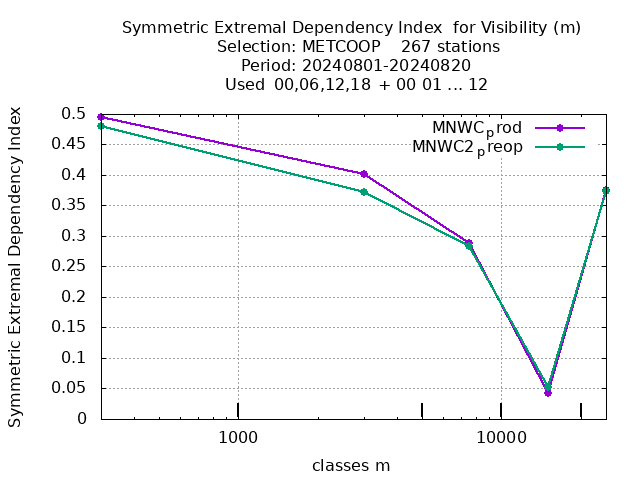 Symmetric Extremal Dependency Index  for Visibility (m)
Selection: METCOOP    267 stations
Period: 20240801-20240820
Used 00,06,12,18 + 00 01 ... 12
Symmetric Extremal Dependency Index
0.5
0.45
0.4
0.35
0.3
0.25
0.2
0.15
0.1
0.05
0
MNWCprod
MNWC2preop
1000 10000
classes m